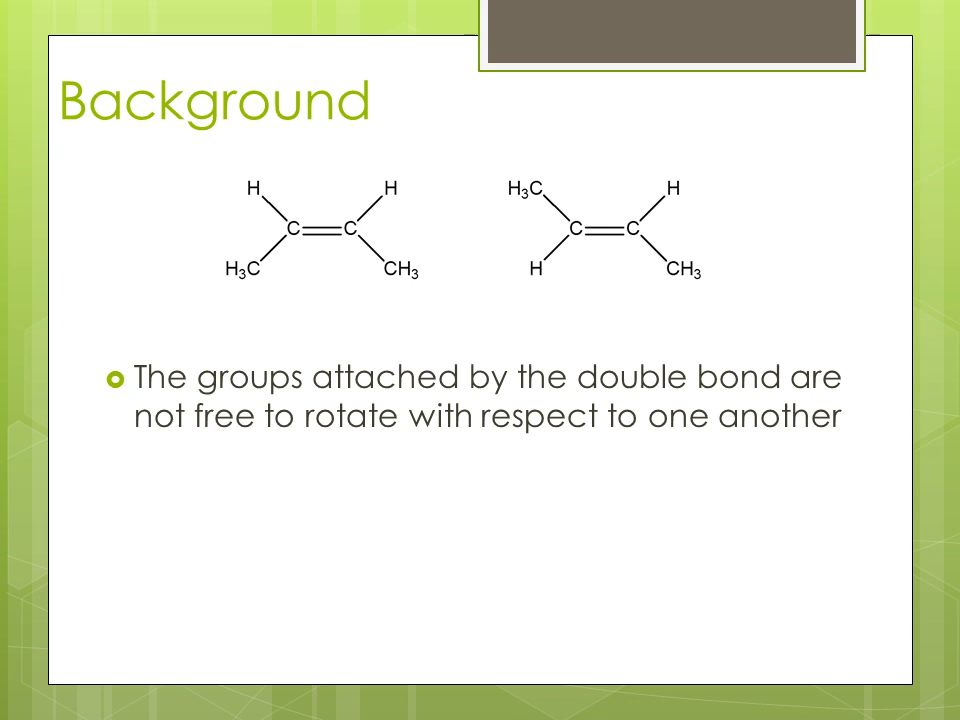 Background
H H H₃C H
C C C C
H₃C CH₃ H CH₃
The groups attached by the double bond are
not free to rotate with respect to one another